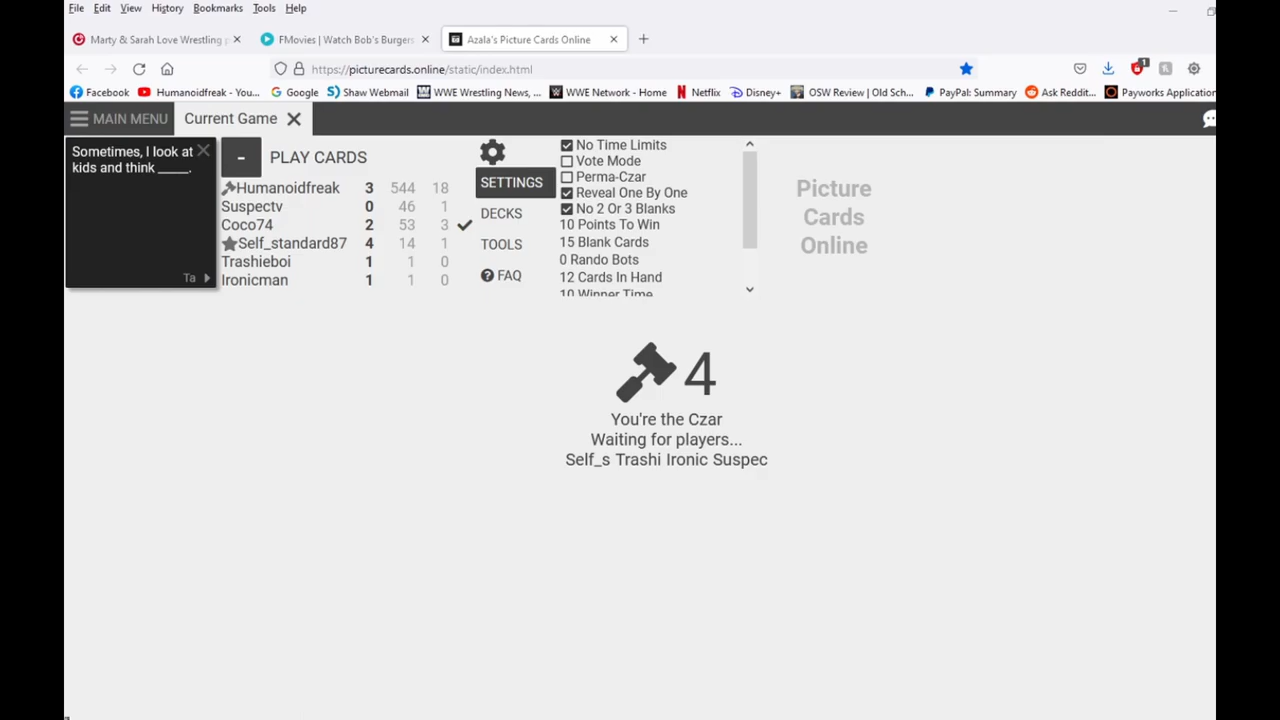 File Edit View History Bookmarks Tools Help
Marty & Sarah Love Wrestling p
FMovies | Watch Bob's Burgers
Azala's Picture Cards Online
https://picturecards.online/static/index.html
1
Facebook Humanoidfreak - You... Google Shaw Webmail WWE Wrestling News, ... WWE Network - Home Netflix Disney+ OSW Review | Old Sch... PayPal: Summary Ask Reddit... Payworks Application
MAIN MENU Current Game
Sometimes, I look at
kids and think _____.
Ta
- PLAY CARDS
Humanoidfreak 3 544 18
Suspectv 0 46 1
Coco74 2 53 3
Self_standard87 4 14 1
Trashieboi 1 1 0
Ironicman 1 1 0
SETTINGS
DECKS
TOOLS
FAQ
No Time Limits
Vote Mode
Perma-Czar
Reveal One By One
No 2 Or 3 Blanks
10 Points To Win
15 Blank Cards
0 Rando Bots
12 Cards In Hand
10 Winner Time
Picture
Cards
Online
4
You're the Czar
Waiting for players...
Self_s Trashi Ironic Suspec